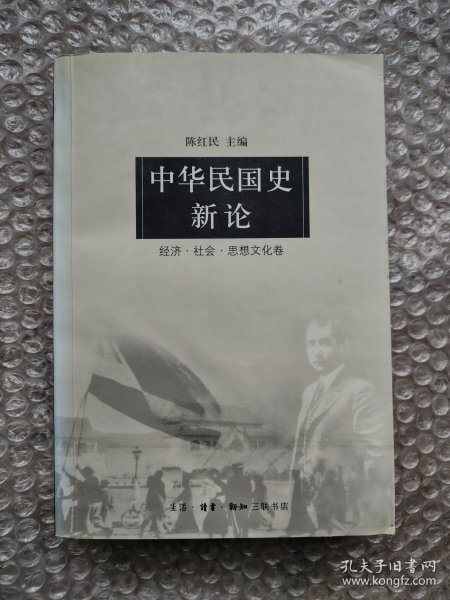 陈红民 主编
中华民国史
新论
经济·社会·思想文化卷
生活·读书·新知三联书店
孔夫子旧书网
www.kongfz.com